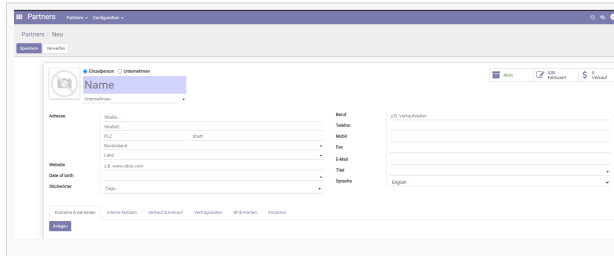 Partners Partners Configuration
Partners / Neu
Speichern Verwerfen
Einzelperson Unternehmen
Name
Unternehmen
Aktiv
0,00 Fakturiert
0 Verkauf
Adresse
Straße...
Straße2...
PLZ Stadt
Bundesland
Land
Website z.B. www.odoo.com
Date of birth
Stichwörter Tags...
Beruf z.B. Verkaufsleiter
Telefon
Mobil
Fax
E-Mail
Titel
Sprache English
Kontakte & Adressen Interne Notizen Verkauf & Einkauf Vertragsdaten RFID-Karten Finanzen
Anlegen